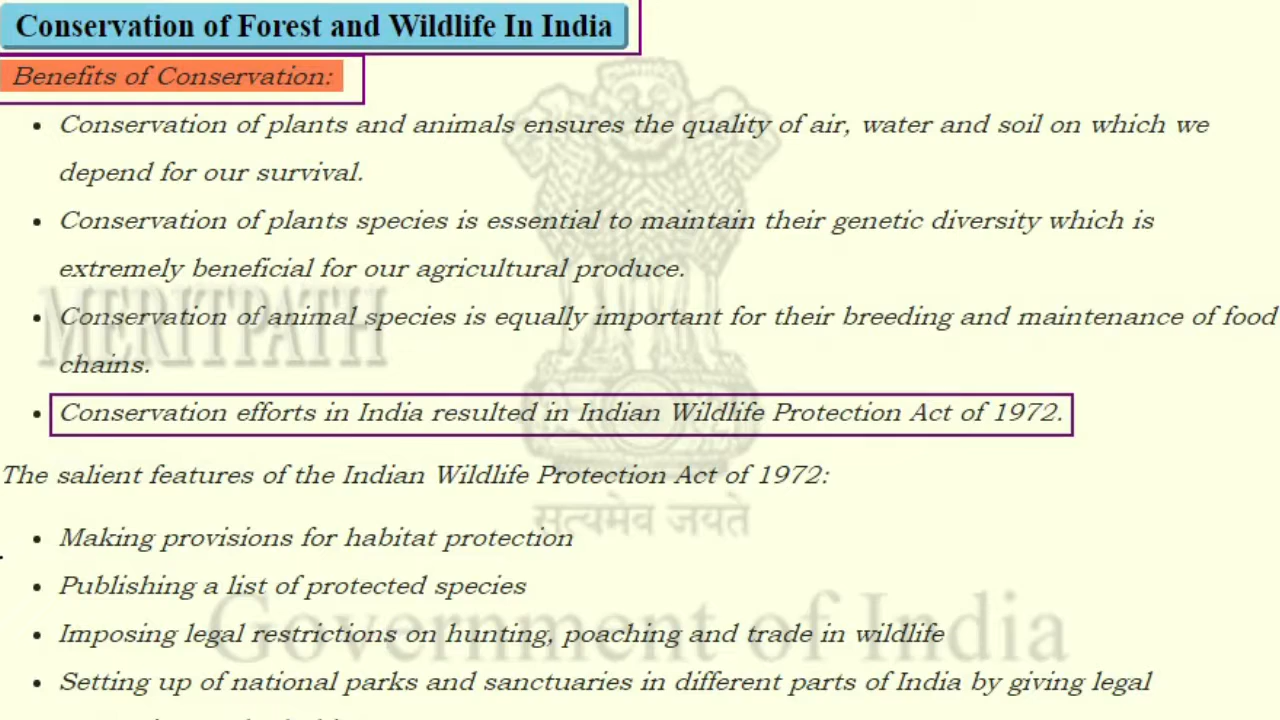 Conservation of Forest and Wildlife In India
Benefits of Conservation:
• Conservation of plants and animals ensures the quality of air, water and soil on which we
depend for our survival.
• Conservation of plants species is essential to maintain their genetic diversity which is
extremely beneficial for our agricultural produce.
• Conservation of animal species is equally important for their breeding and maintenance of food
chains.
MERITPATH
• Conservation efforts in India resulted in Indian Wildlife Protection Act of 1972.
The salient features of the Indian Wildlife Protection Act of 1972:
सत्यमेव जयते
• Making provisions for habitat protection
• Publishing a list of protected species
Government of India
• Imposing legal restrictions on hunting, poaching and trade in wildlife
• Setting up of national parks and sanctuaries in different parts of India by giving legal